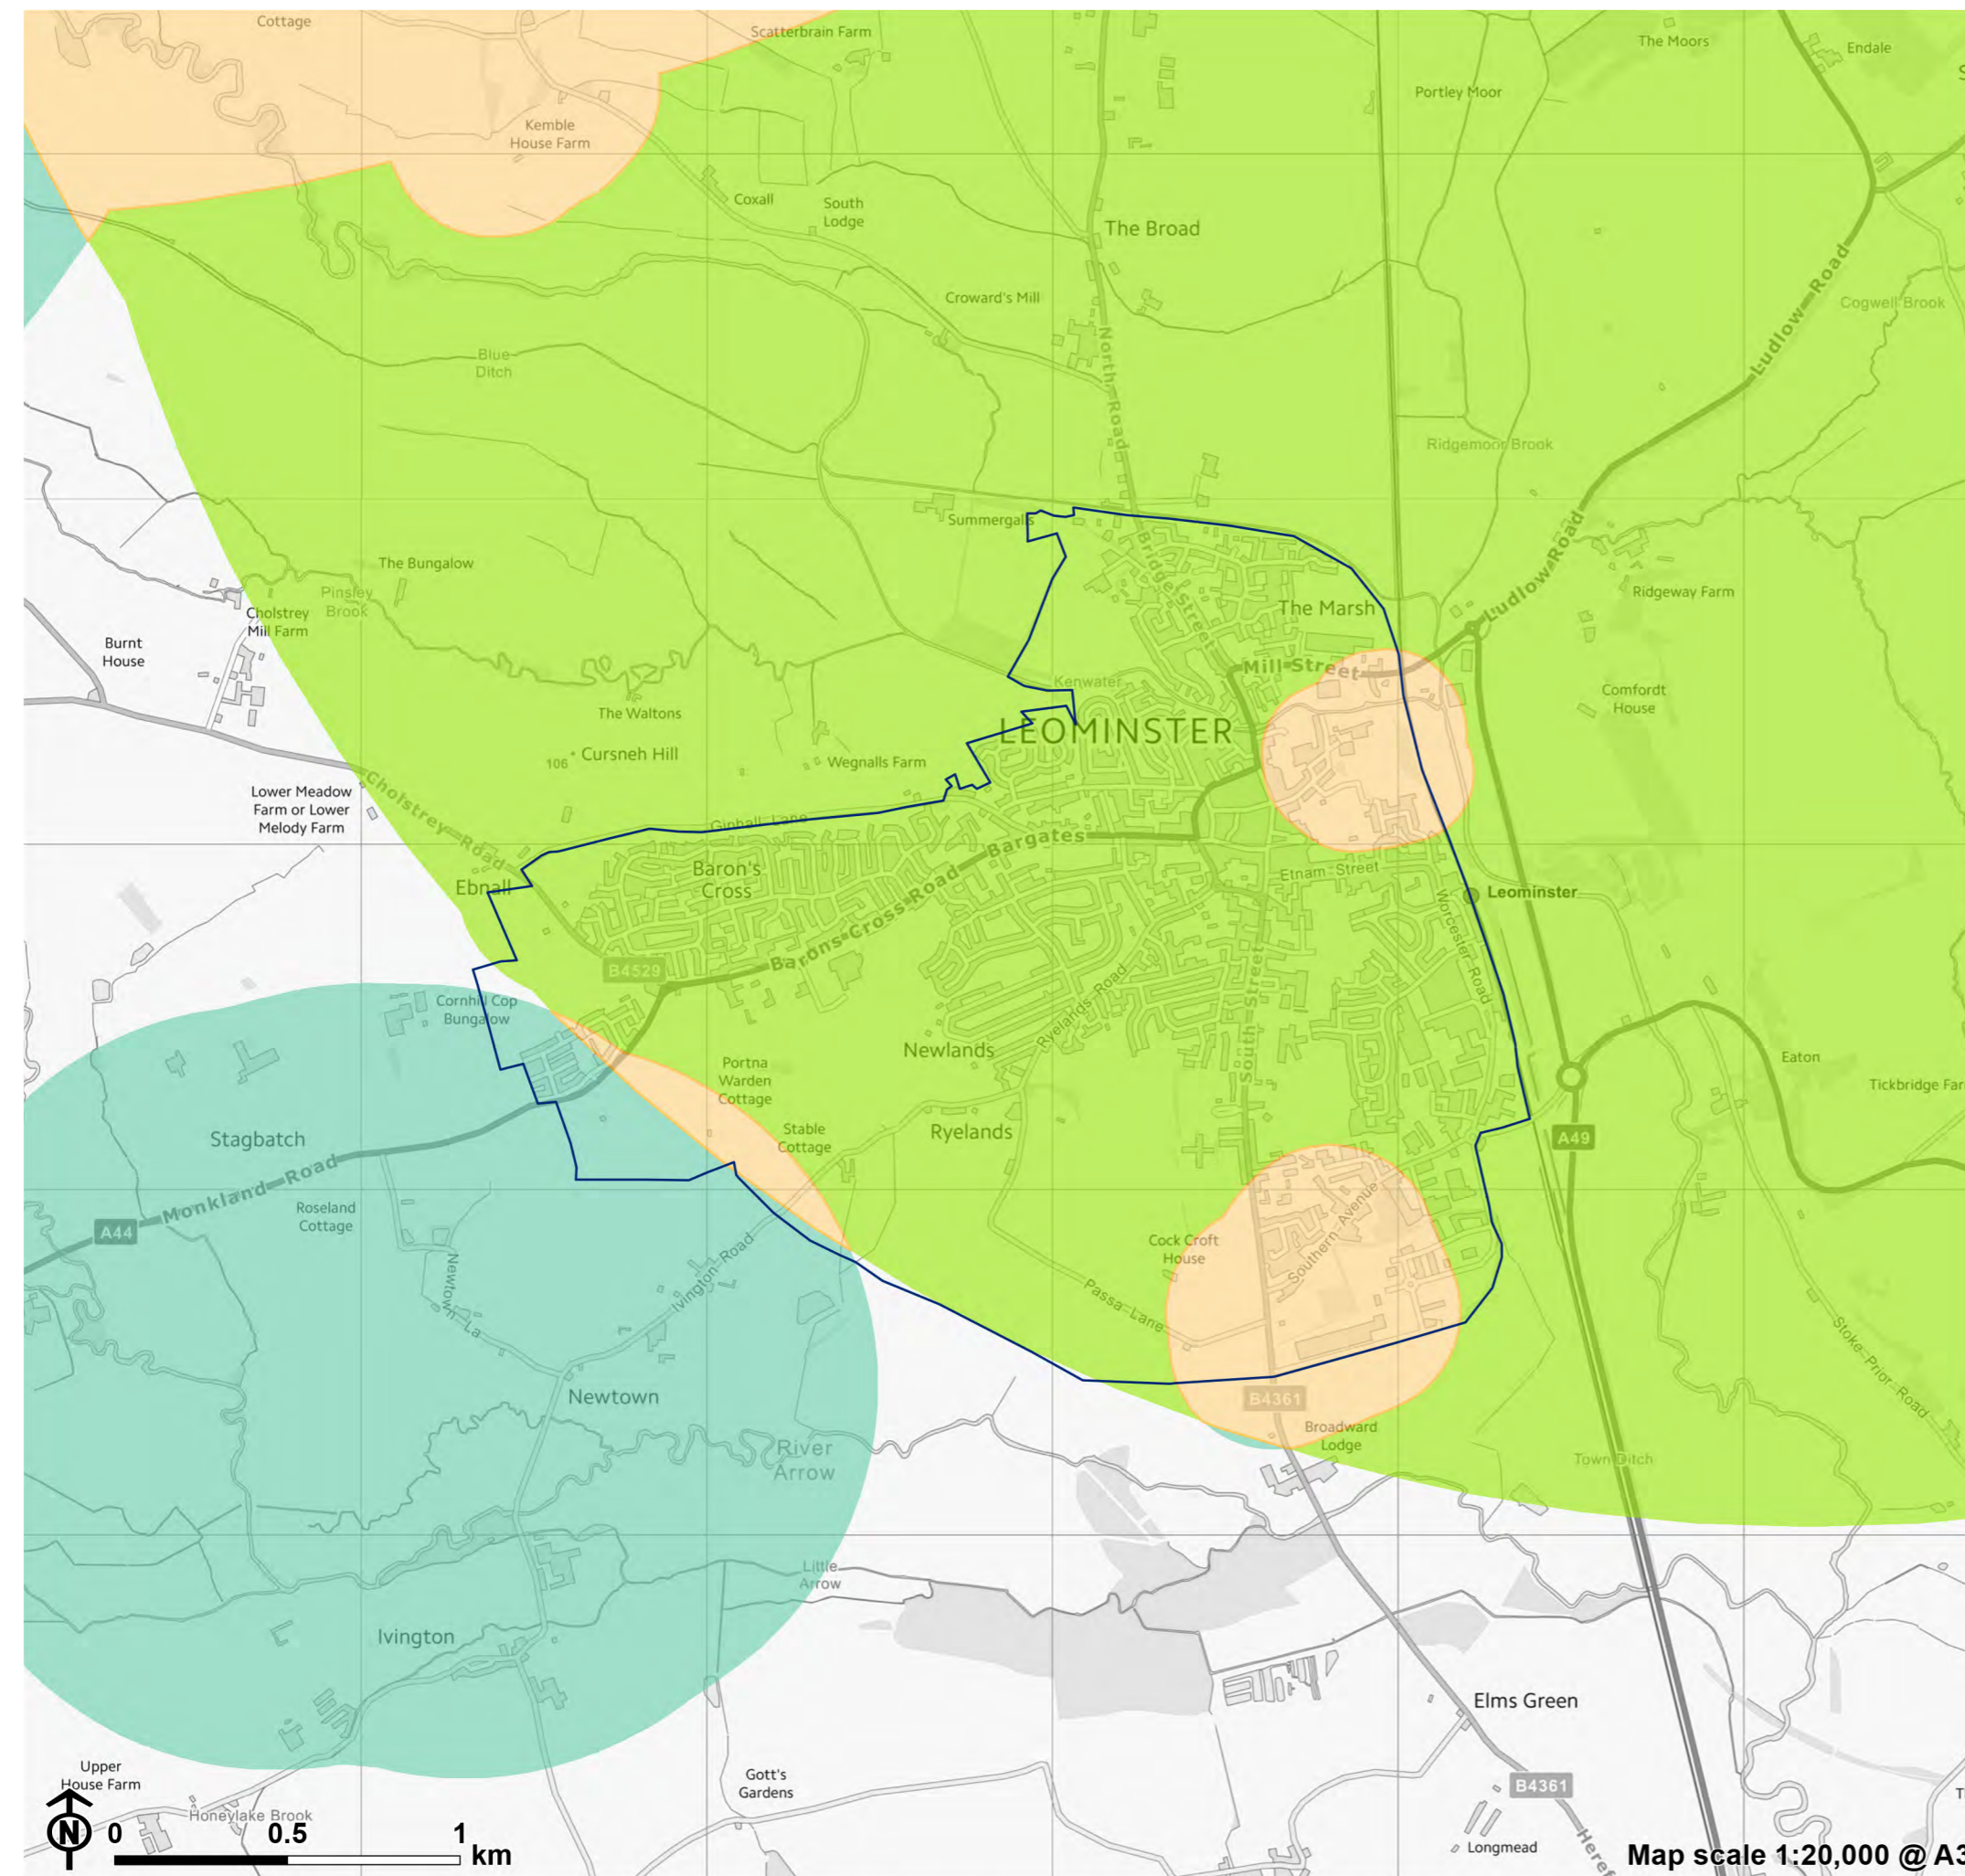 Cottage
Scatterbrain Farm
The Moors
Endale
Portley Moor
Kemble
House Farm
Coxall
South
Lodge
The Broad
Croward's Mill
Cogwell Brook
Ludlow Road
North Road
Blue
Ditch
Ridgemoor Brook
Summergalls
Bridge Street
Ludlow Road
The Bungalow
Pinsley
Brook
Cholstrey
Mill Farm
The Marsh
Ridgeway Farm
Burnt
House
Mill Street
Kenwater
Comfordt
House
The Waltons
LEOMINSTER
106
Cursneh Hill
Wegnalls Farm
Lower Meadow
Farm or Lower
Melody Farm
Cholstrey Road
Ginhall Lane
Bargates
Baron's
Cross
Etnam Street
Ebnall
Leominster
Barons Cross Road
Worcester Road
B4529
Cornhill Cop
Bungalow
South Street
Ryelands Road
Newlands
Portna
Warden
Cottage
Eaton
Tickbridge Far
Stagbatch
Stable
Cottage
Ryelands
A49
Monkland Road
Roseland
Cottage
A44
Southern Avenue
Cock Croft
House
Newtown La
Ivington Road
Passa Lane
Stoke Prior Road
Newtown
B4361
Broadward
Lodge
River
Arrow
Town Ditch
Little
Arrow
Ivington
Elms Green
Upper
House Farm
Gott's
Gardens
B4361
Honeylake Brook
N
0
0.5
1
km
Longmead
Heref
Map scale 1:20,000 @ A3